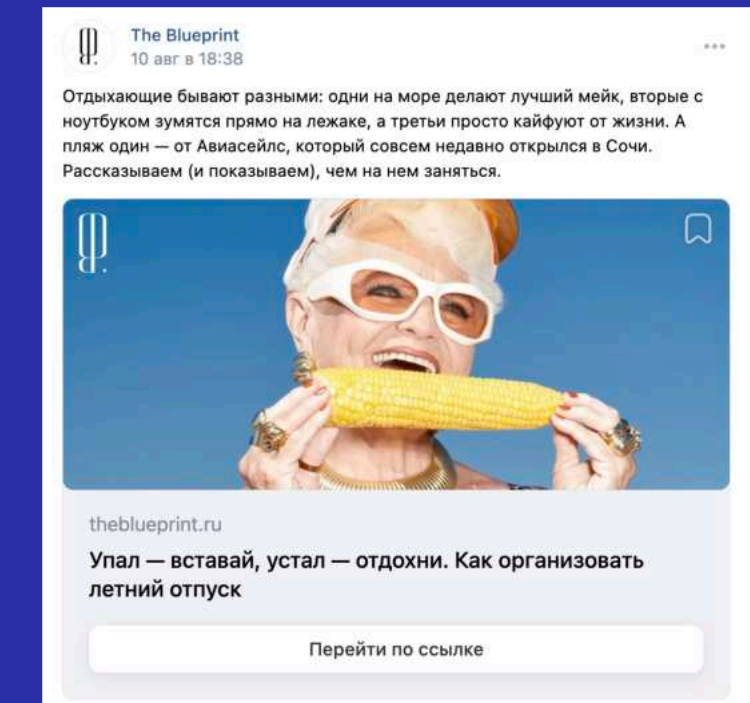 The Blueprint
10 авг в 18:38
Отдыхающие бывают разными: одни на море делают лучший мейк, вторые с
ноутбуком зумятся прямо на лежаке, а третьи просто кайфуют от жизни. А
пляж один — от Авиасейлс, который совсем недавно открылся в Сочи.
Рассказываем (и показываем), чем на нем заняться.
theblueprint.ru
Упал — вставай, устал — отдохни. Как организовать
летний отпуск
Перейти по ссылке